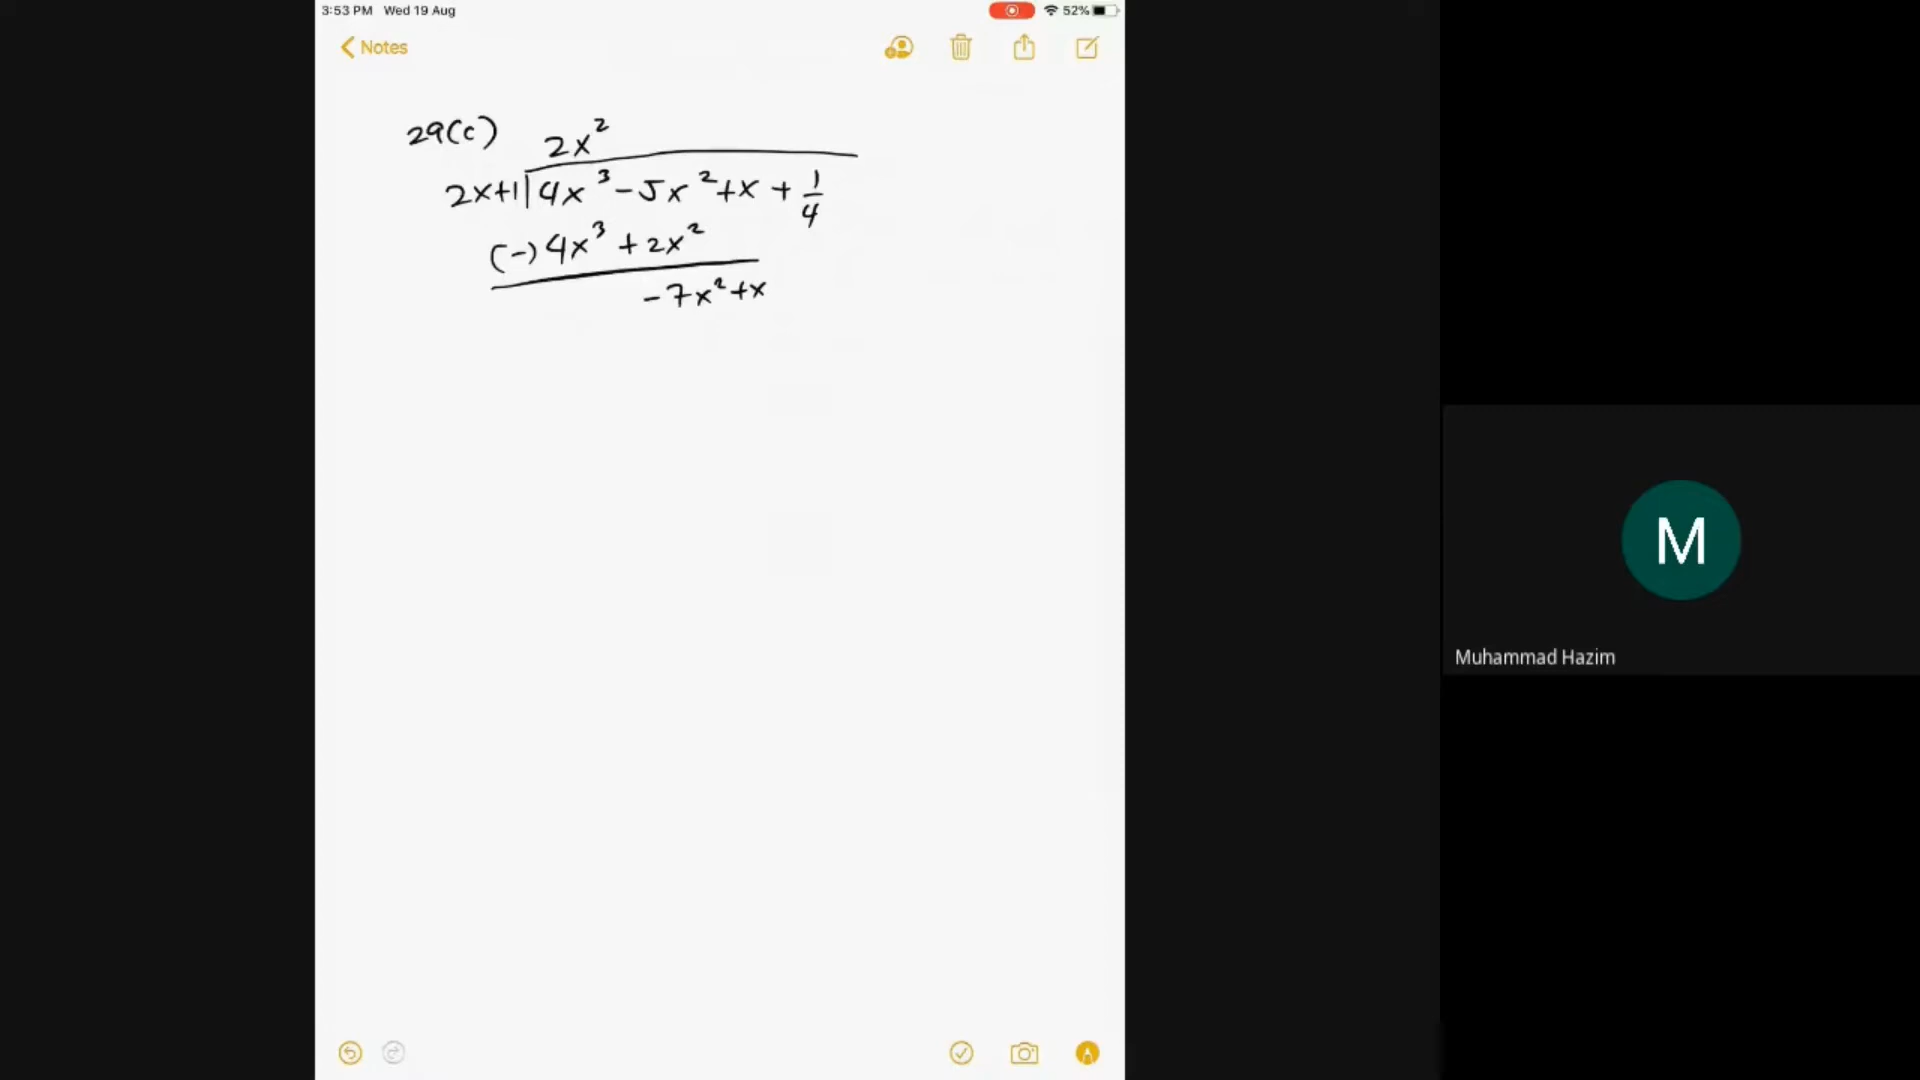 3:53 PM Wed 19 Aug
52%
Notes
29(c)
2x²
2x+1 | 4x³ - 5x² + x + 1/4
(-) 4x³ + 2x²
-7x² + x
M
Muhammad Hazim